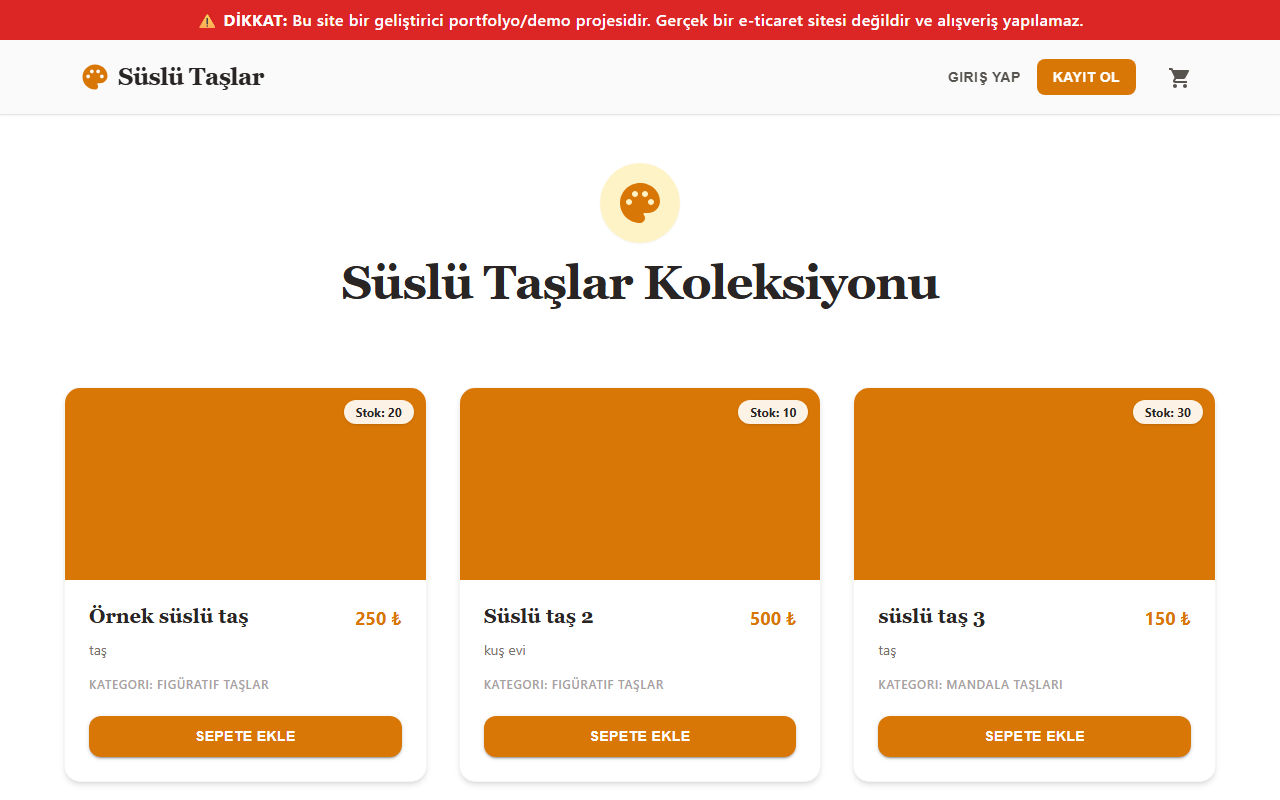 ⚠️ DİKKAT: Bu site bir geliştirici portfolyo/demo projesidir. Gerçek bir e-ticaret sitesi değildir ve alışveriş yapılamaz.
Süslü Taşlar
GIRIŞ YAP
KAYIT OL
Süslü Taşlar Koleksiyonu
Stok: 20
Örnek süslü taş
250 ₺
taş
KATEGORI: FIGÜRATIF TAŞLAR
SEPETE EKLE
Stok: 10
Süslü taş 2
500 ₺
kuş evi
KATEGORI: FIGÜRATIF TAŞLAR
SEPETE EKLE
Stok: 30
süslü taş 3
150 ₺
taş
KATEGORI: MANDALA TAŞLARI
SEPETE EKLE